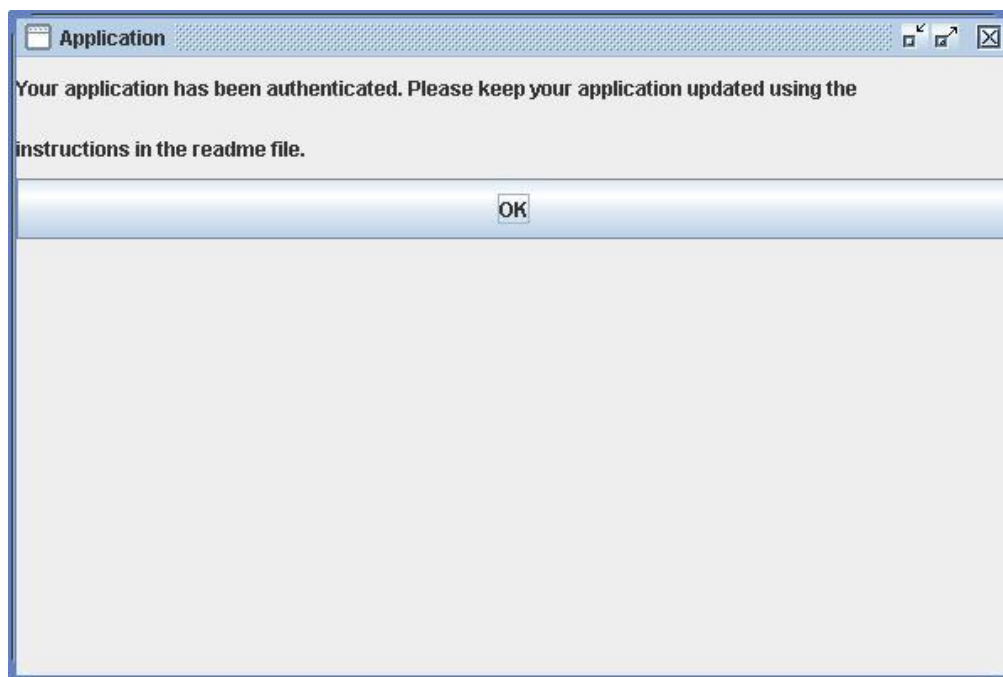 Application
Your application has been authenticated. Please keep your application updated using the
instructions in the readme file.
OK